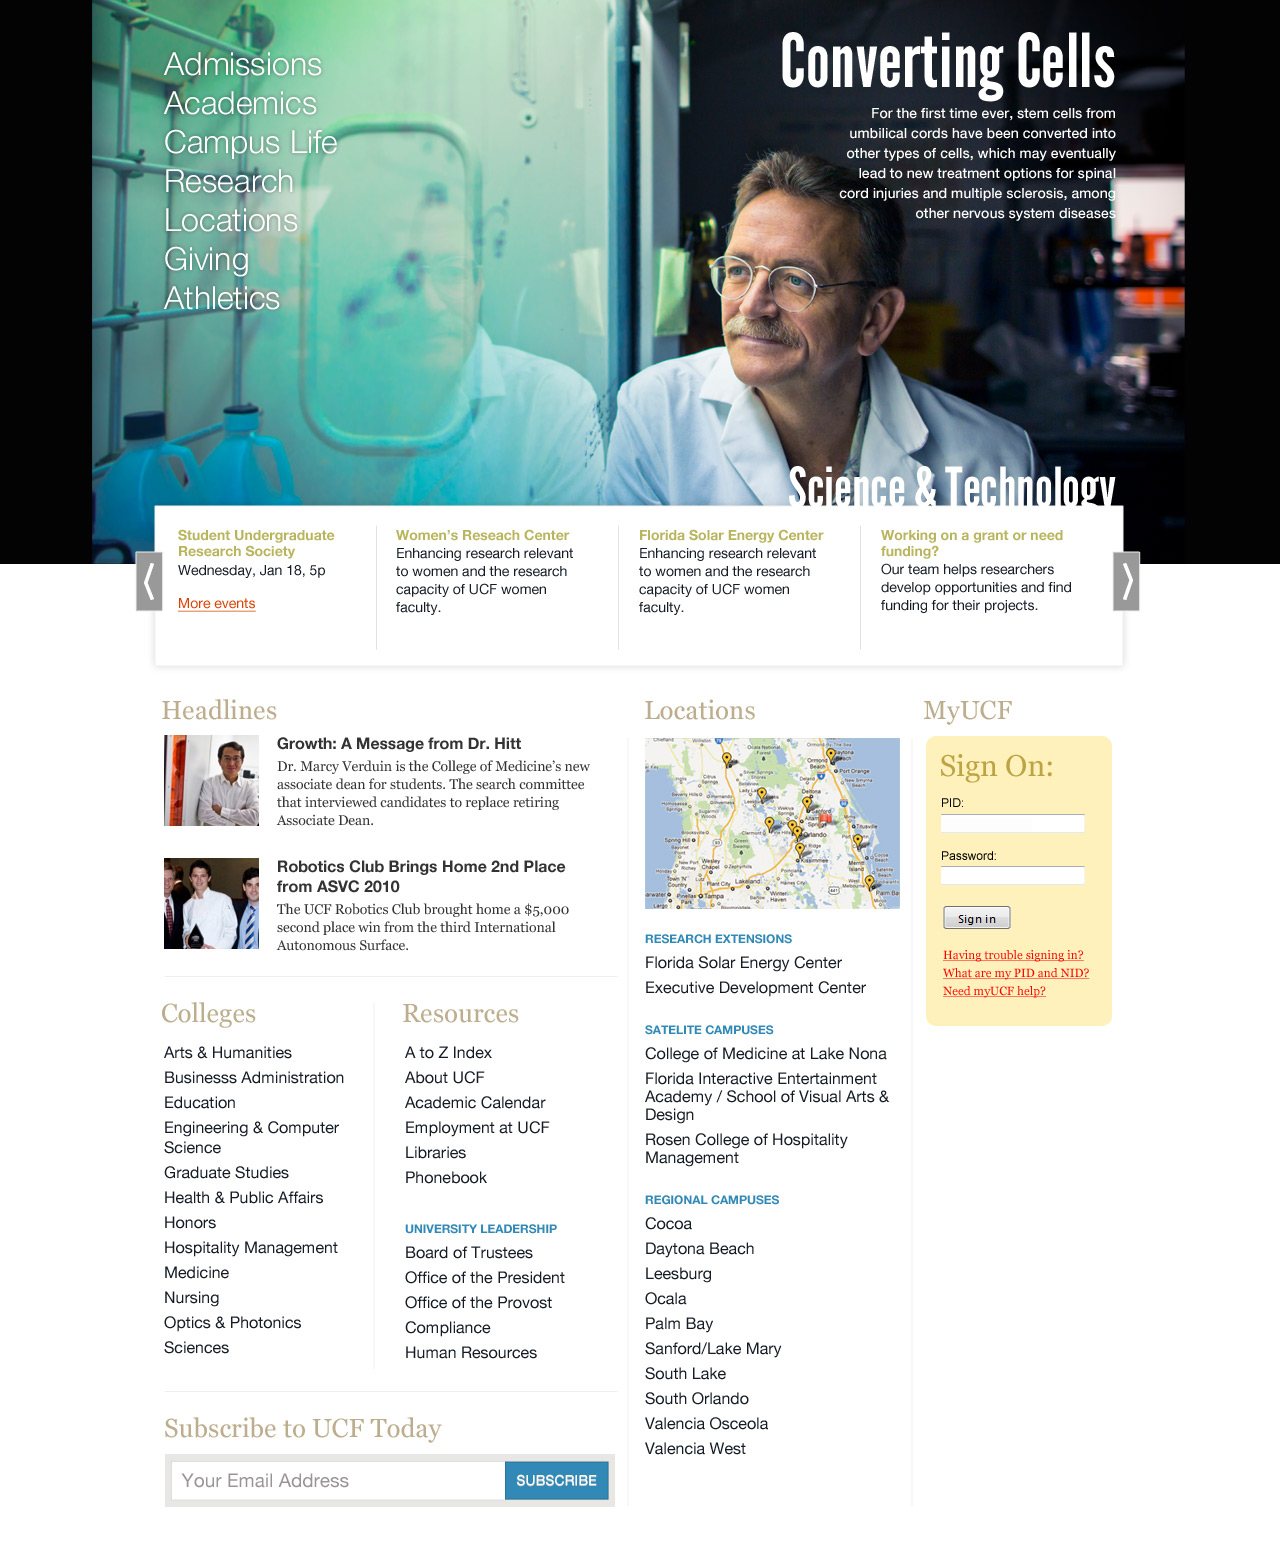 Admissions
Academics
Campus Life
Research
Locations
Giving
Athletics
Converting Cells
For the first time ever, stem cells from
umbilical cords have been converted into
other types of cells, which may eventually
lead to new treatment options for spinal
cord injuries and multiple sclerosis, among
other nervous system diseases
Science & Technology
Student Undergraduate
Research Society
Wednesday, Jan 18, 5p
More events
Women's Reseach Center
Enhancing research relevant
to women and the research
capacity of UCF women
faculty.
Florida Solar Energy Center
Enhancing research relevant
to women and the research
capacity of UCF women
faculty.
Working on a grant or need
funding?
Our team helps researchers
develop opportunities and find
funding for their projects.
Headlines
Growth: A Message from Dr. Hitt
Dr. Marcy Verduin is the College of Medicine's new
associate dean for students. The search committee
that interviewed candidates to replace retiring
Associate Dean.
Robotics Club Brings Home 2nd Place
from ASVC 2010
The UCF Robotics Club brought home a $5,000
second place win from the third International
Autonomous Surface.
Colleges
Arts & Humanities
Businesss Administration
Education
Engineering & Computer
Science
Graduate Studies
Health & Public Affairs
Honors
Hospitality Management
Medicine
Nursing
Optics & Photonics
Sciences
Resources
A to Z Index
About UCF
Academic Calendar
Employment at UCF
Libraries
Phonebook
UNIVERSITY LEADERSHIP
Board of Trustees
Office of the President
Office of the Provost
Compliance
Human Resources
Subscribe to UCF Today
Your Email Address
SUBSCRIBE
Locations
Orlando
Kissimmee
Lakeland
Titusville
Daytona
Beach
Port Orange
RESEARCH EXTENSIONS
Florida Solar Energy Center
Executive Development Center
SATELITE CAMPUSES
College of Medicine at Lake Nona
Florida Interactive Entertainment
Academy / School of Visual Arts &
Design
Rosen College of Hospitality
Management
REGIONAL CAMPUSES
Cocoa
Daytona Beach
Leesburg
Ocala
Palm Bay
Sanford/Lake Mary
South Lake
South Orlando
Valencia Osceola
Valencia West
MyUCF
Sign On:
PID:
Password:
Sign in
Having trouble signing in?
What are my PID and NID?
Need myUCF help?